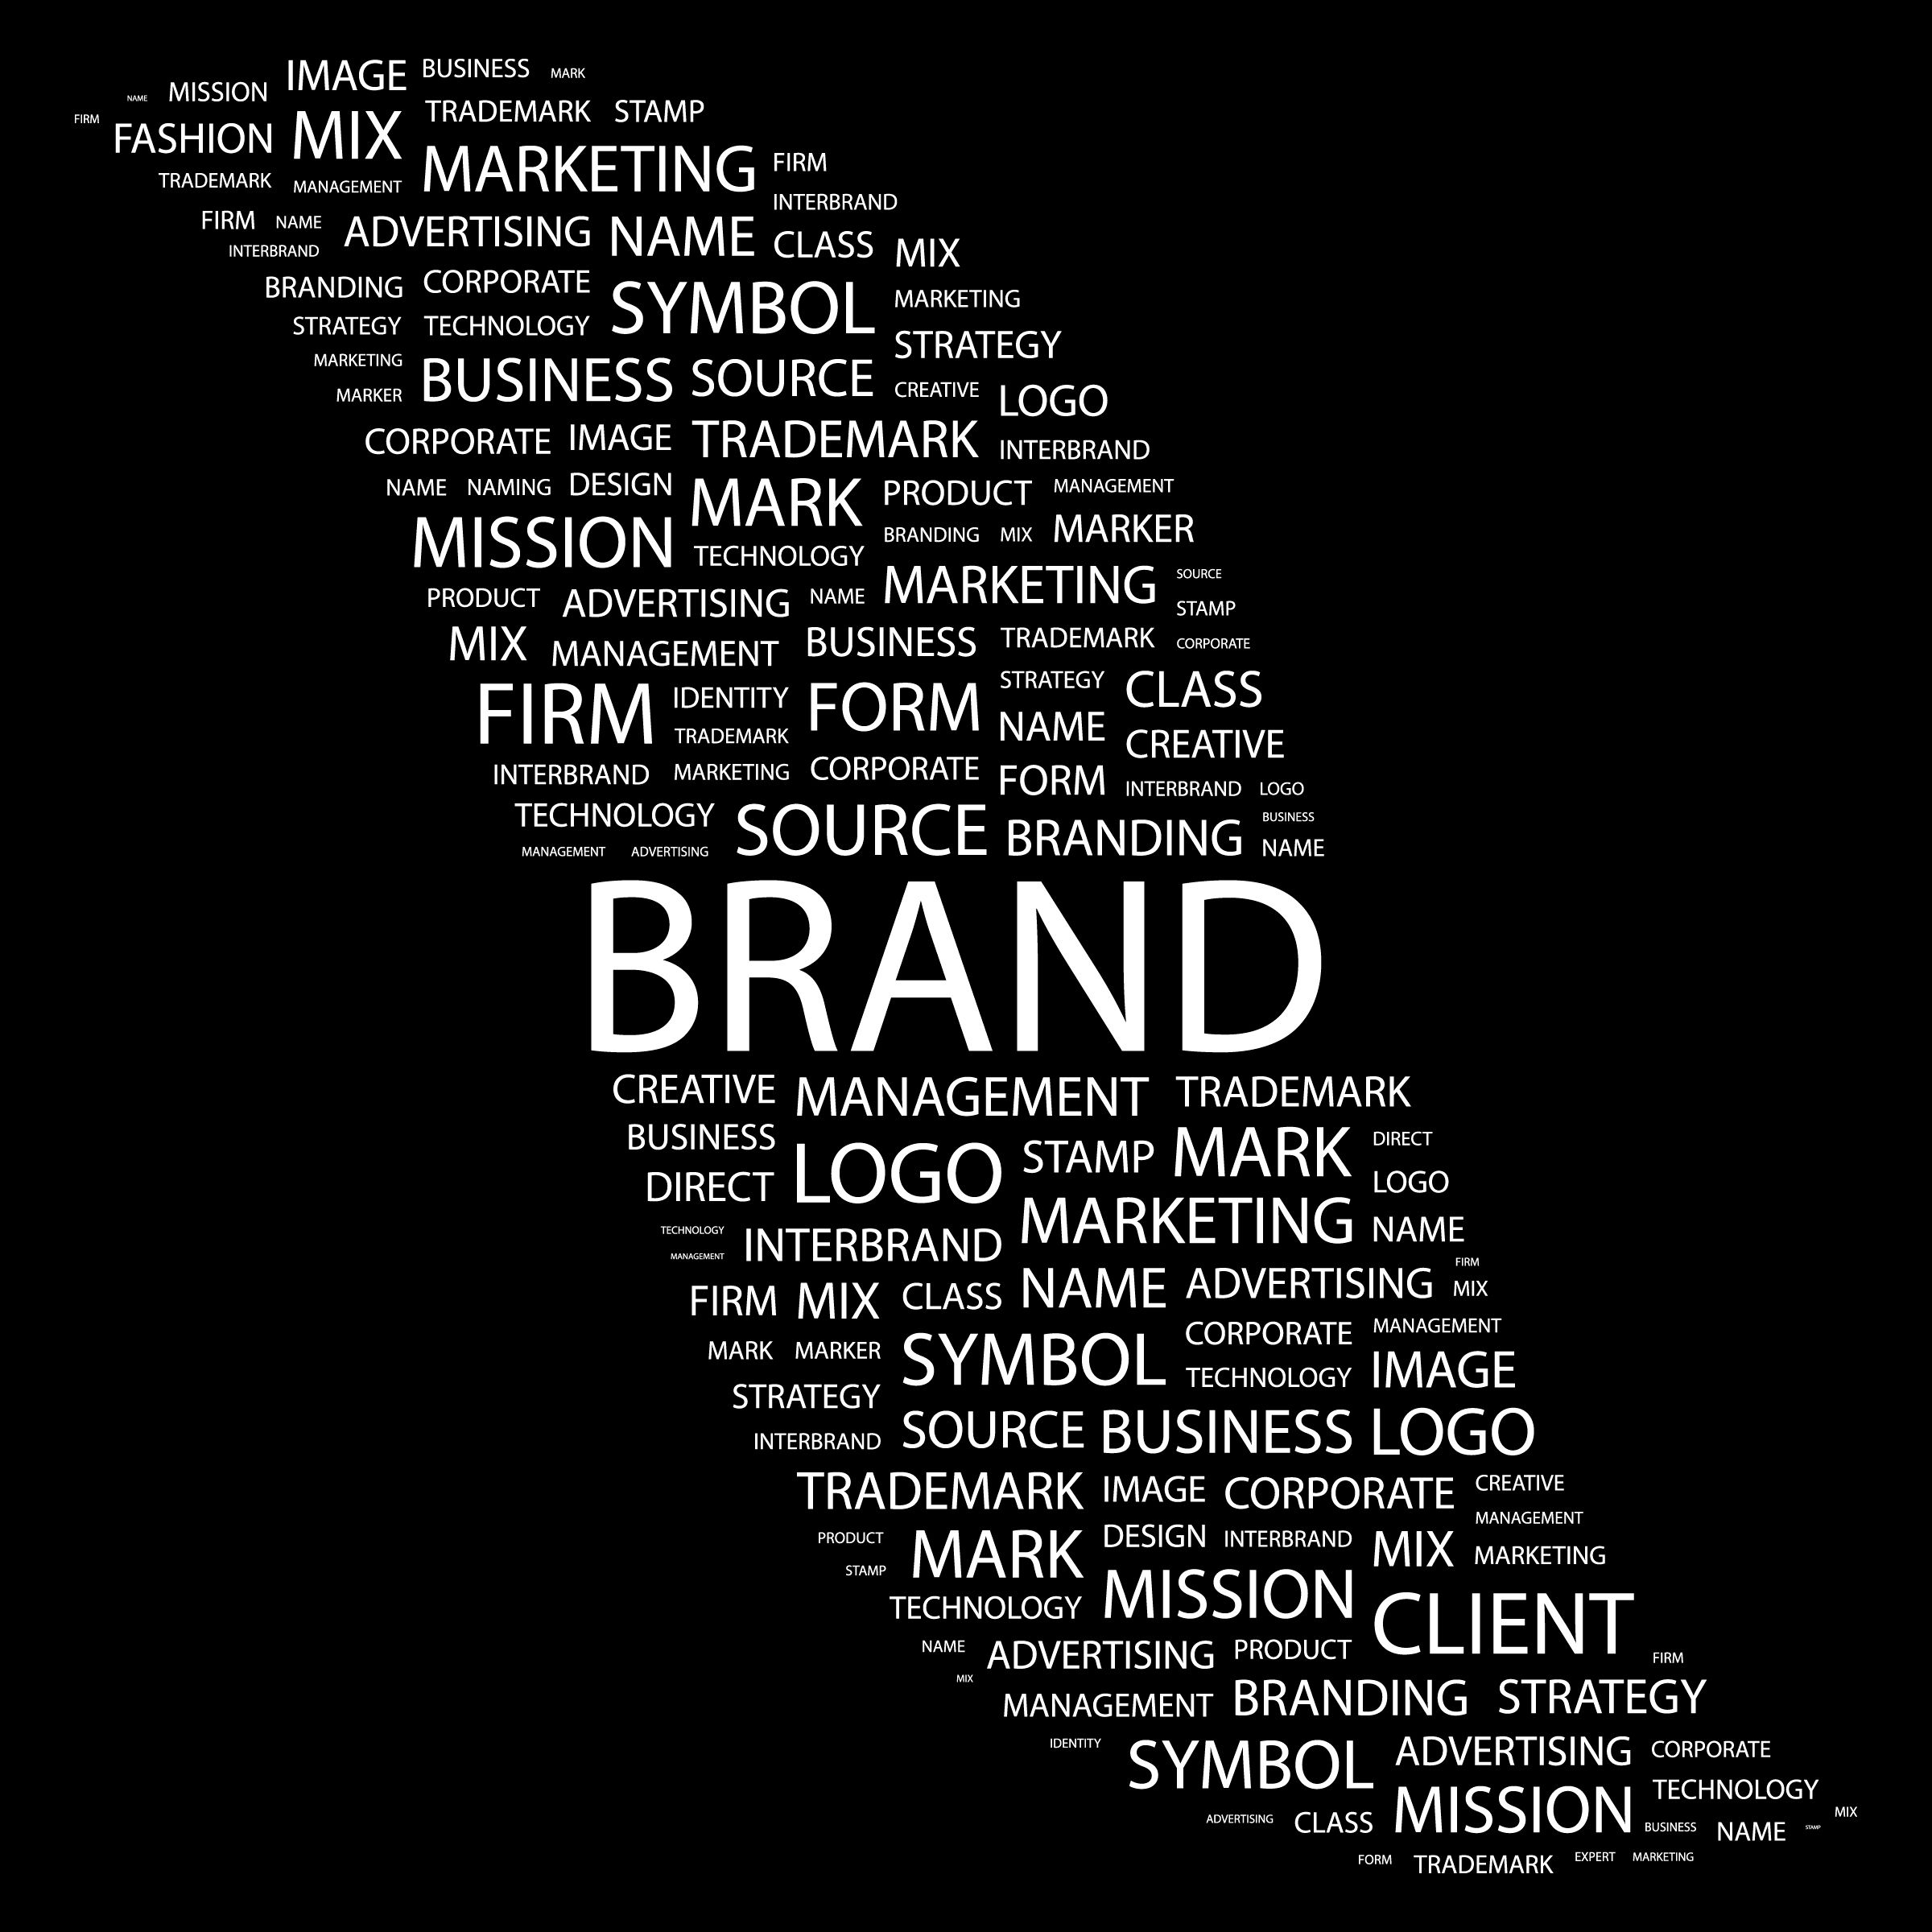 IMAGE BUSINESS MARK
NAME MISSION
FIRM FASHION MIX TRADEMARK STAMP
TRADEMARK MANAGEMENT MARKETING FIRM
INTERBRAND
FIRM NAME ADVERTISING NAME CLASS MIX
INTERBRAND
BRANDING CORPORATE SYMBOL MARKETING
STRATEGY TECHNOLOGY STRATEGY
MARKETING BUSINESS SOURCE CREATIVE LOGO
MARKER
CORPORATE IMAGE TRADEMARK INTERBRAND
NAME NAMING DESIGN MARK PRODUCT MANAGEMENT
MISSION TECHNOLOGY BRANDING MIX MARKER
PRODUCT ADVERTISING NAME MARKETING SOURCE
STAMP
MIX MANAGEMENT BUSINESS TRADEMARK CORPORATE
FIRM IDENTITY FORM STRATEGY CLASS
TRADEMARK NAME CREATIVE
INTERBRAND MARKETING CORPORATE FORM INTERBRAND LOGO
TECHNOLOGY SOURCE BRANDING BUSINESS
MANAGEMENT ADVERTISING NAME
BRAND
CREATIVE MANAGEMENT TRADEMARK
BUSINESS LOGO STAMP MARK DIRECT
DIRECT LOGO
TECHNOLOGY INTERBRAND MARKETING NAME
MANAGEMENT
FIRM MIX CLASS NAME ADVERTISING FIRM
MIX
MARK MARKER SYMBOL CORPORATE MANAGEMENT
STRATEGY TECHNOLOGY IMAGE
INTERBRAND SOURCE BUSINESS LOGO
TRADEMARK IMAGE CORPORATE CREATIVE
MANAGEMENT
PRODUCT MARK DESIGN INTERBRAND MIX MARKETING
STAMP
TECHNOLOGY MISSION CLIENT
NAME ADVERTISING PRODUCT FIRM
MIX
MANAGEMENT BRANDING STRATEGY
IDENTITY SYMBOL ADVERTISING CORPORATE
TECHNOLOGY
ADVERTISING CLASS MISSION BUSINESS NAME STAMP MIX
FORM TRADEMARK EXPERT MARKETING